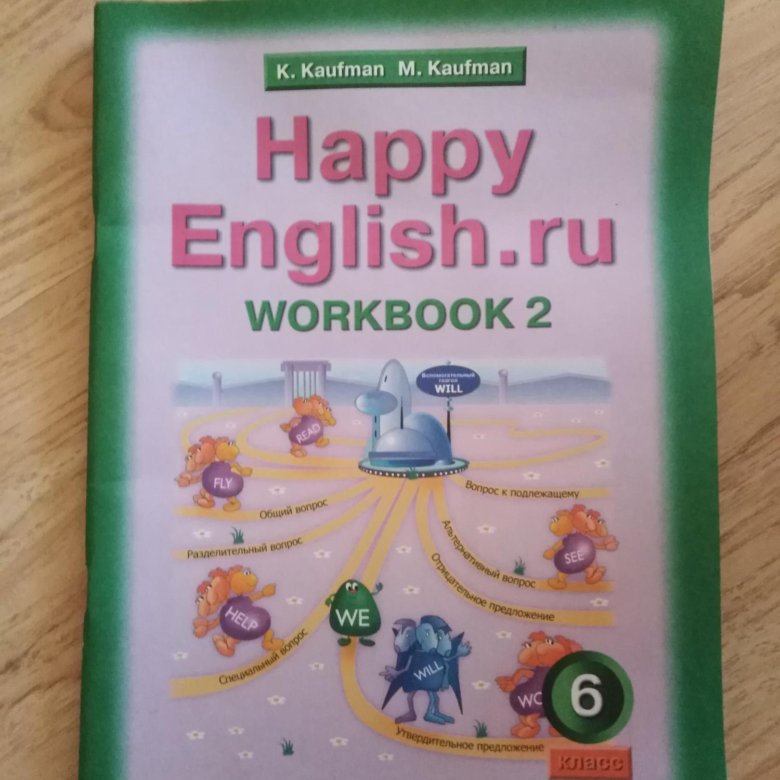 K. Kaufman M. Kaufman
Happy
English.ru
WORKBOOK 2
Вспомогательный
глагол
WILL
READ
FLY
Общий вопрос
Вопрос к подлежащему
Разделительный вопрос
Альтернативный вопрос
SEE
Отрицательное предложение
HELP
WE
Специальный вопрос
WILL
WO
6
Утвердительное предложение
класс